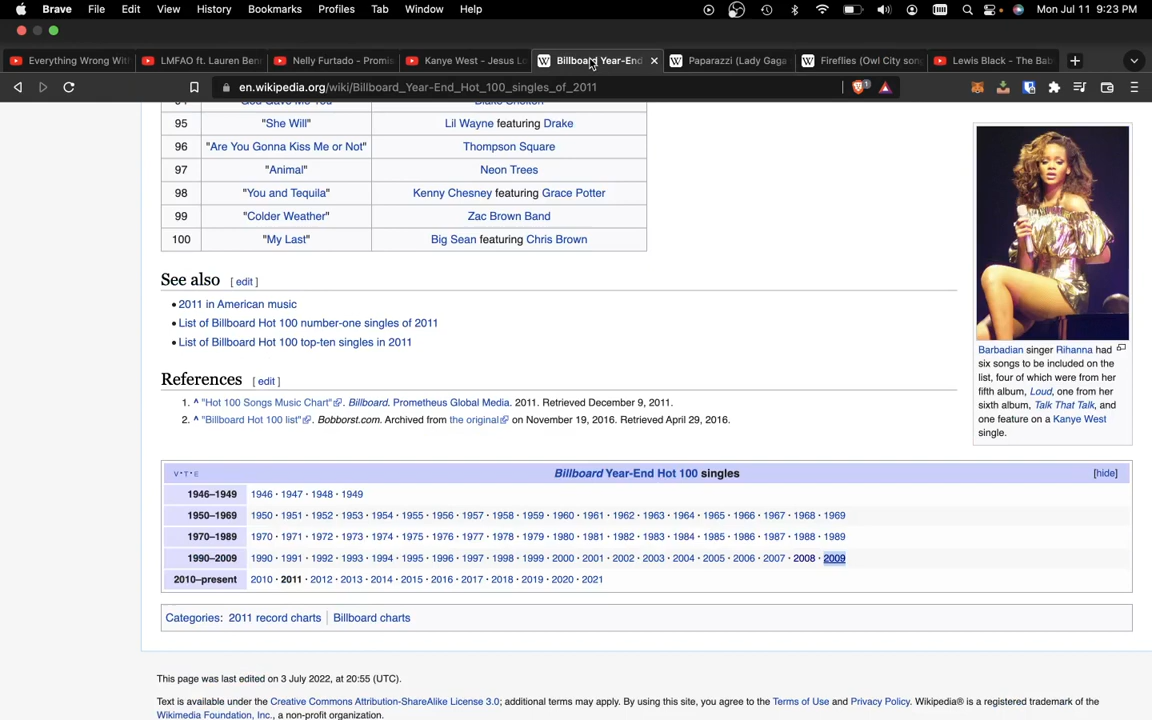 Brave File Edit View History Bookmarks Profiles Tab Window Help Mon Jul 11 9:23 PM
Everything Wrong With
LMFAO ft. Lauren Benn
Nelly Furtado - Promis
Kanye West - Jesus Lo
Billboard Year-End
Paparazzi (Lady Gaga
Fireflies (Owl City song
Lewis Black - The Bab
en.wikipedia.org/wiki/Billboard_Year-End_Hot_100_singles_of_2011
94 "God Gave Me You" Blake Shelton
95 "She Will" Lil Wayne featuring Drake
96 "Are You Gonna Kiss Me or Not" Thompson Square
97 "Animal" Neon Trees
98 "You and Tequila" Kenny Chesney featuring Grace Potter
99 "Colder Weather" Zac Brown Band
100 "My Last" Big Sean featuring Chris Brown
Barbadian singer Rihanna had
six songs to be included on the
list, four of which were from her
fifth album, Loud, one from her
sixth album, Talk That Talk, and
one feature on a Kanye West
single.
See also [ edit ]
• 2011 in American music
• List of Billboard Hot 100 number-one singles of 2011
• List of Billboard Hot 100 top-ten singles in 2011
References [ edit ]
1. ^ "Hot 100 Songs Music Chart". Billboard. Prometheus Global Media. 2011. Retrieved December 9, 2011.
2. ^ "Billboard Hot 100 list". Bobborst.com. Archived from the original on November 19, 2016. Retrieved April 29, 2016.
V·T·E Billboard Year-End Hot 100 singles [hide]
1946–1949 1946 · 1947 · 1948 · 1949
1950–1969 1950 · 1951 · 1952 · 1953 · 1954 · 1955 · 1956 · 1957 · 1958 · 1959 · 1960 · 1961 · 1962 · 1963 · 1964 · 1965 · 1966 · 1967 · 1968 · 1969
1970–1989 1970 · 1971 · 1972 · 1973 · 1974 · 1975 · 1976 · 1977 · 1978 · 1979 · 1980 · 1981 · 1982 · 1983 · 1984 · 1985 · 1986 · 1987 · 1988 · 1989
1990–2009 1990 · 1991 · 1992 · 1993 · 1994 · 1995 · 1996 · 1997 · 1998 · 1999 · 2000 · 2001 · 2002 · 2003 · 2004 · 2005 · 2006 · 2007 · 2008 · 2009
2010–present 2010 · 2011 · 2012 · 2013 · 2014 · 2015 · 2016 · 2017 · 2018 · 2019 · 2020 · 2021
Categories: 2011 record charts | Billboard charts
This page was last edited on 3 July 2022, at 20:55 (UTC).
Text is available under the Creative Commons Attribution-ShareAlike License 3.0; additional terms may apply. By using this site, you agree to the Terms of Use and Privacy Policy. Wikipedia® is a registered trademark of the
Wikimedia Foundation, Inc., a non-profit organization.